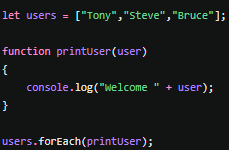 let users = ["Tony","Steve","Bruce"];
function printUser(user)
{
console.log("Welcome " + user);
}
users.forEach(printUser);